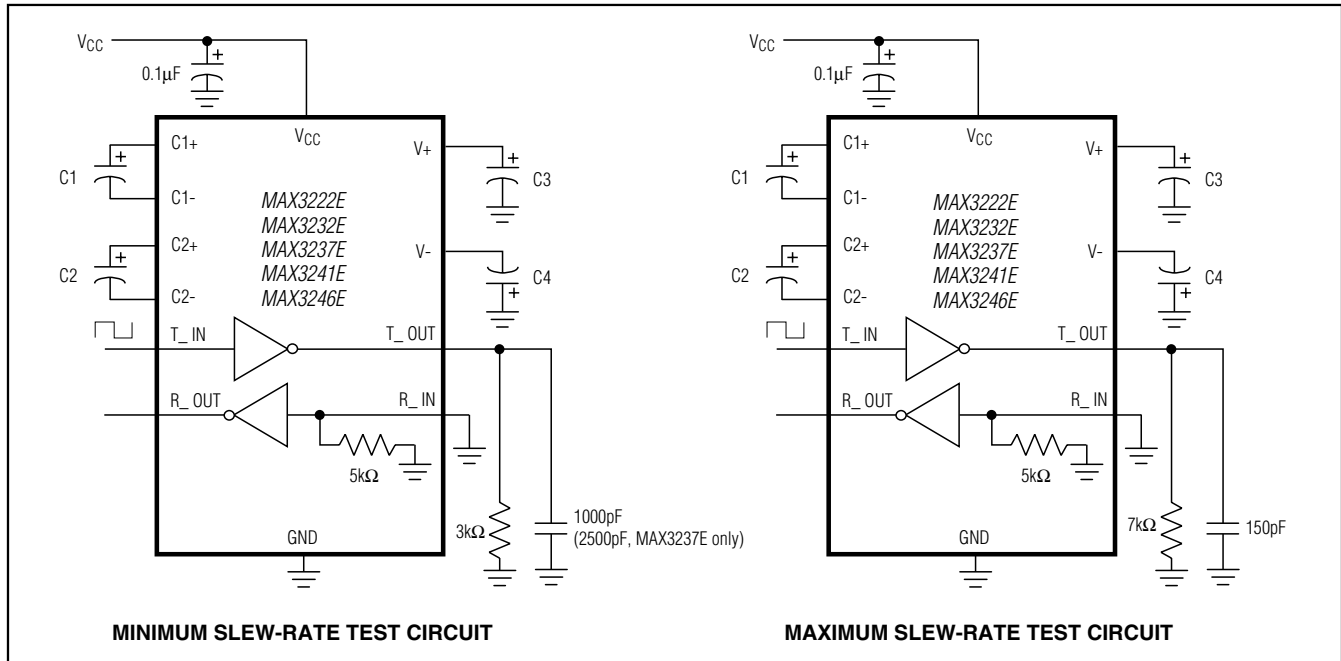 VCC
0.1µF
VCC
C1+
V+
C1
C3
C1-
MAX3222E
MAX3232E
C2+
MAX3237E
V-
C2
MAX3241E
C4
C2-
MAX3246E
T_ IN
T_ OUT
R_ OUT
R_ IN
5kΩ
3kΩ
1000pF
(2500pF, MAX3237E only)
GND
MINIMUM SLEW-RATE TEST CIRCUIT
VCC
0.1µF
VCC
C1+
V+
C1
C3
C1-
MAX3222E
MAX3232E
C2+
MAX3237E
V-
C2
MAX3241E
C4
C2-
MAX3246E
T_ IN
T_ OUT
R_ OUT
R_ IN
5kΩ
7kΩ
150pF
GND
MAXIMUM SLEW-RATE TEST CIRCUIT